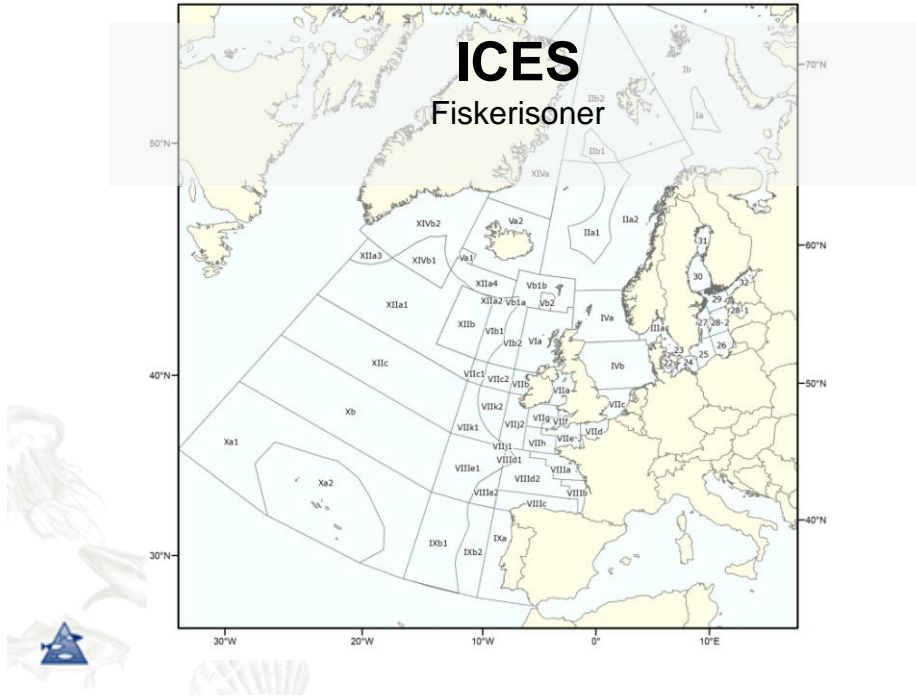 ICES
Fiskerisoner
70°N
Ib
IIb2
Ia
50°N
IIb1
XIVa
XIVb2
Va2
IIa2
IIa1
31
60°N
XIIa3
XIVb1
Va1
30
XIIa4
Vb1b
32
29
XIIa1
XIIa2
Vb1a
Vb2
28-1
XIIb
VIb1
IVa
IIIa
27
28-2
VIb2
VIa
23
26
25
22
24
XIIc
IVb
40°N
VIIc1
VIIc2
VIIb
VIIa
50°N
Xb
VIIk2
VIIc
VIIk1
VIIj2
VIIg
VIIf
VIId
Xa1
VIIj1
VIIh
VIIe
VIIIe1
VIIId1
VIIIa
Xa2
VIIId2
VIIIe2
VIIIb
VIIIc
40°N
IXb1
IXb2
IXa
30°N
30°W
20°W
10°W
0°
10°E